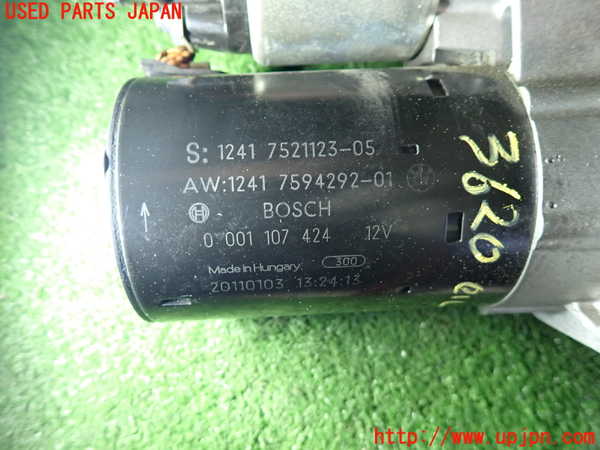 USED PARTS JAPAN
S: 1241 7521123-05
AW:1241 7594292-01
BOSCH
0 001 107 424 12V
Made in Hungary 300
20110103 13:24:13
3620
http://www.upjpn.com/